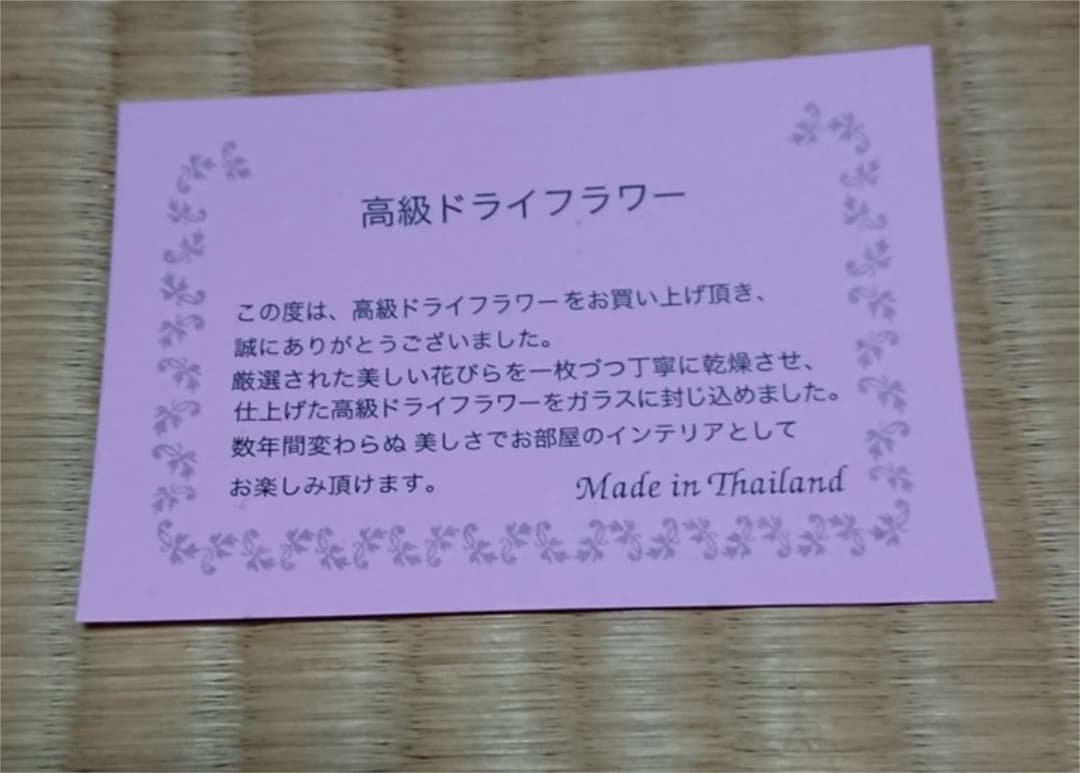 高級ドライフラワー
この度は、高級ドライフラワーをお買い上げ頂き、
誠にありがとうございました。
厳選された美しい花びらを一枚づつ丁寧に乾燥させ、
仕上げた高級ドライフラワーをガラスに封じ込めました。
数年間変わらぬ 美しさでお部屋のインテリアとして
お楽しみ頂けます。 Made in Thailand